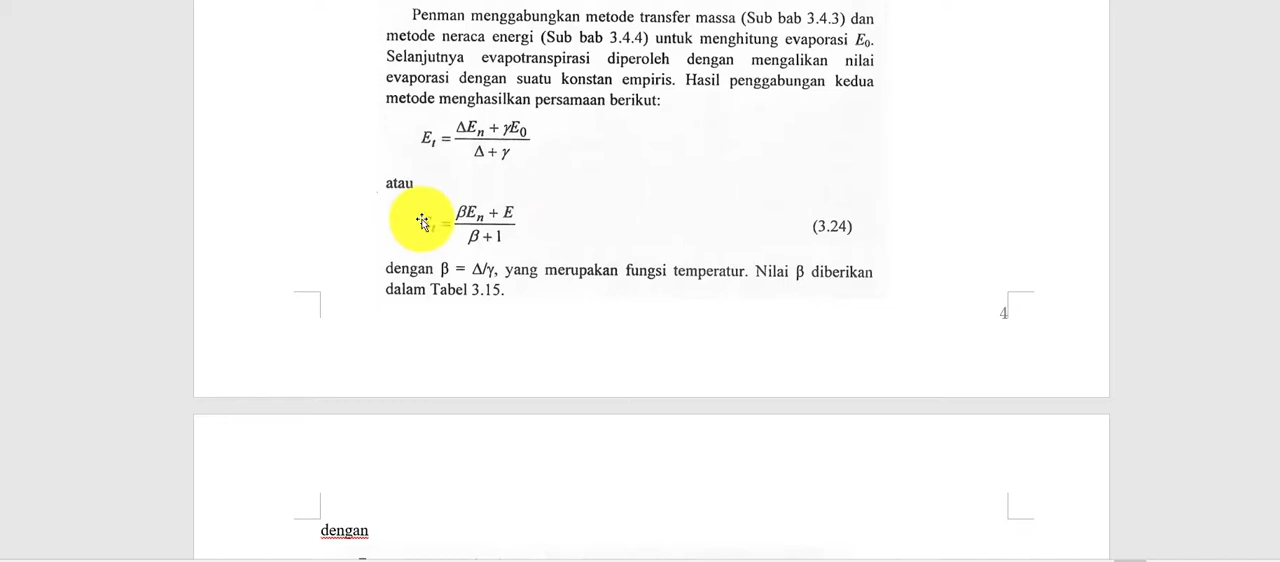 Penman menggabungkan metode transfer massa (Sub bab 3.4.3) dan
metode neraca energi (Sub bab 3.4.4) untuk menghitung evaporasi E₀.
Selanjutnya evapotranspirasi diperoleh dengan mengalikan nilai
evaporasi dengan suatu konstan empiris. Hasil penggabungan kedua
metode menghasilkan persamaan berikut:
Eₜ = (ΔEₙ + γE₀) / (Δ + γ)
atau
ₜ = (βEₙ + E) / (β + 1) (3.24)
dengan β = Δ/γ, yang merupakan fungsi temperatur. Nilai β diberikan
dalam Tabel 3.15.
4
dengan